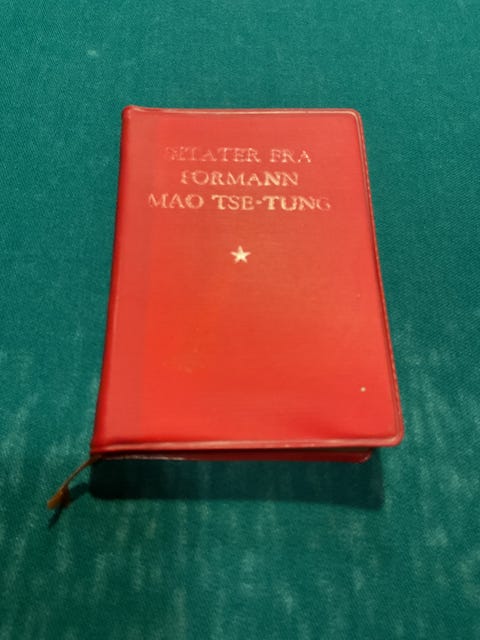 SITATER FRA
FORMANN
MAO TSE-TUNG